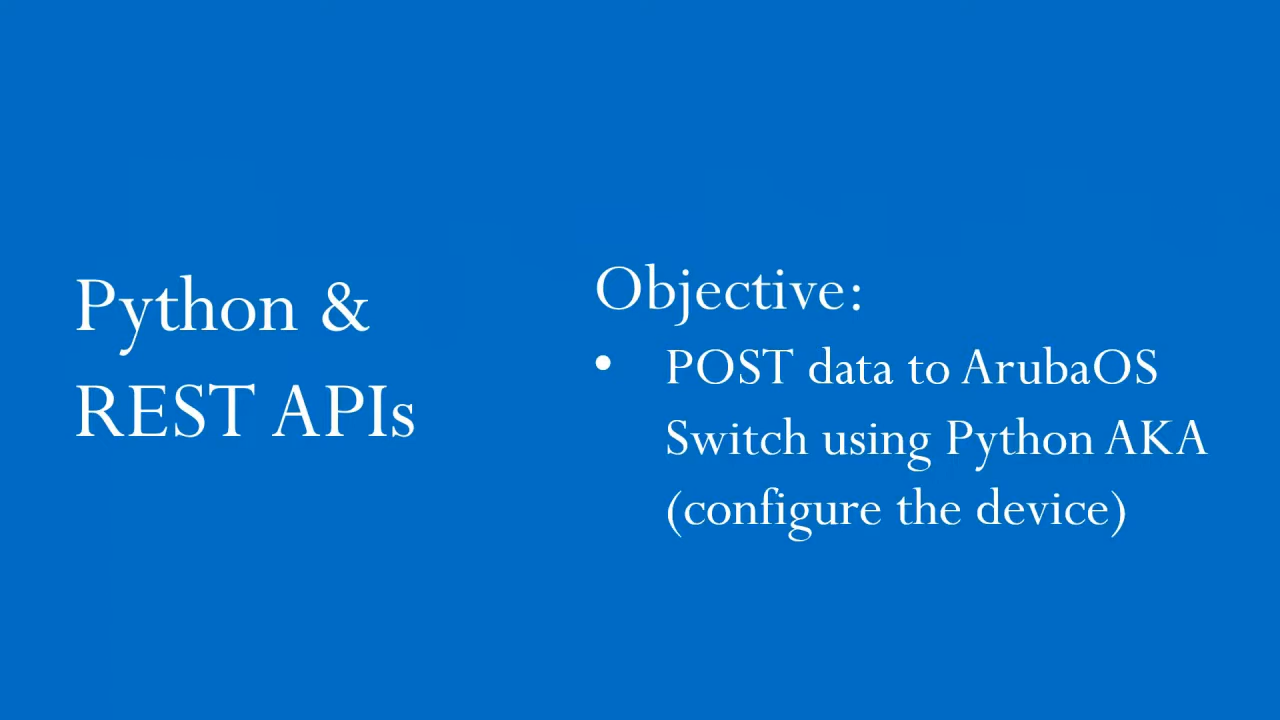 Python &
REST APIs
Objective:
• POST data to ArubaOS
Switch using Python AKA
(configure the device)